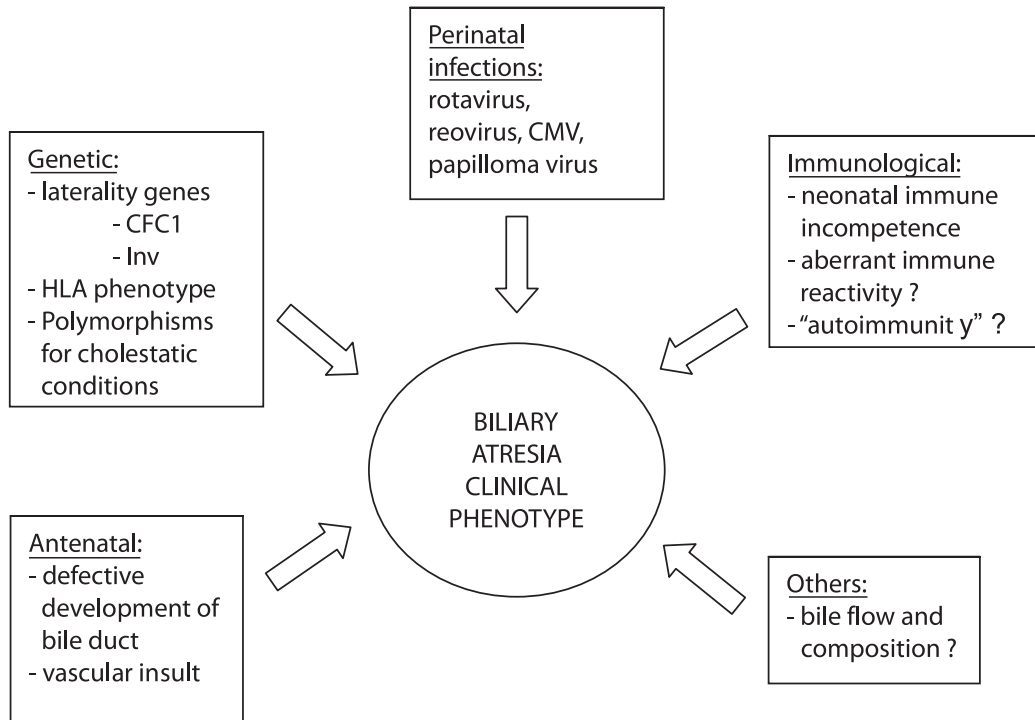 Perinatal
infections:
rotavirus,
reovirus, CMV,
papilloma virus
Genetic:
- laterality genes
- CFC1
- Inv
- HLA phenotype
- Polymorphisms
for cholestatic
conditions
Immunological:
- neonatal immune
incompetence
- aberrant immune
reactivity ?
- “autoimmunit y” ?
BILIARY
ATRESIA
CLINICAL
PHENOTYPE
Antenatal:
- defective
development of
bile duct
- vascular insult
Others:
- bile flow and
composition ?